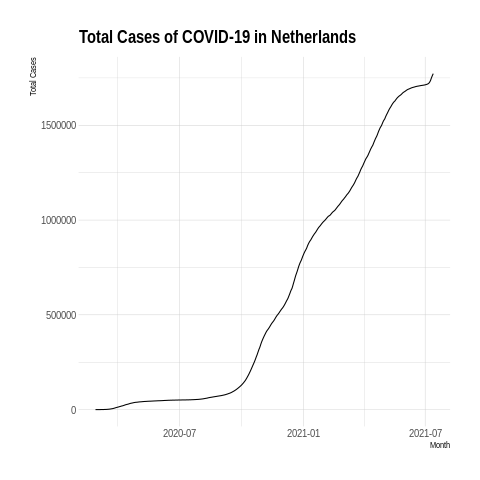 Total Cases of COVID-19 in Netherlands
Total Cases
1500000
1000000
500000
0
2020-07
2021-01
2021-07
Month